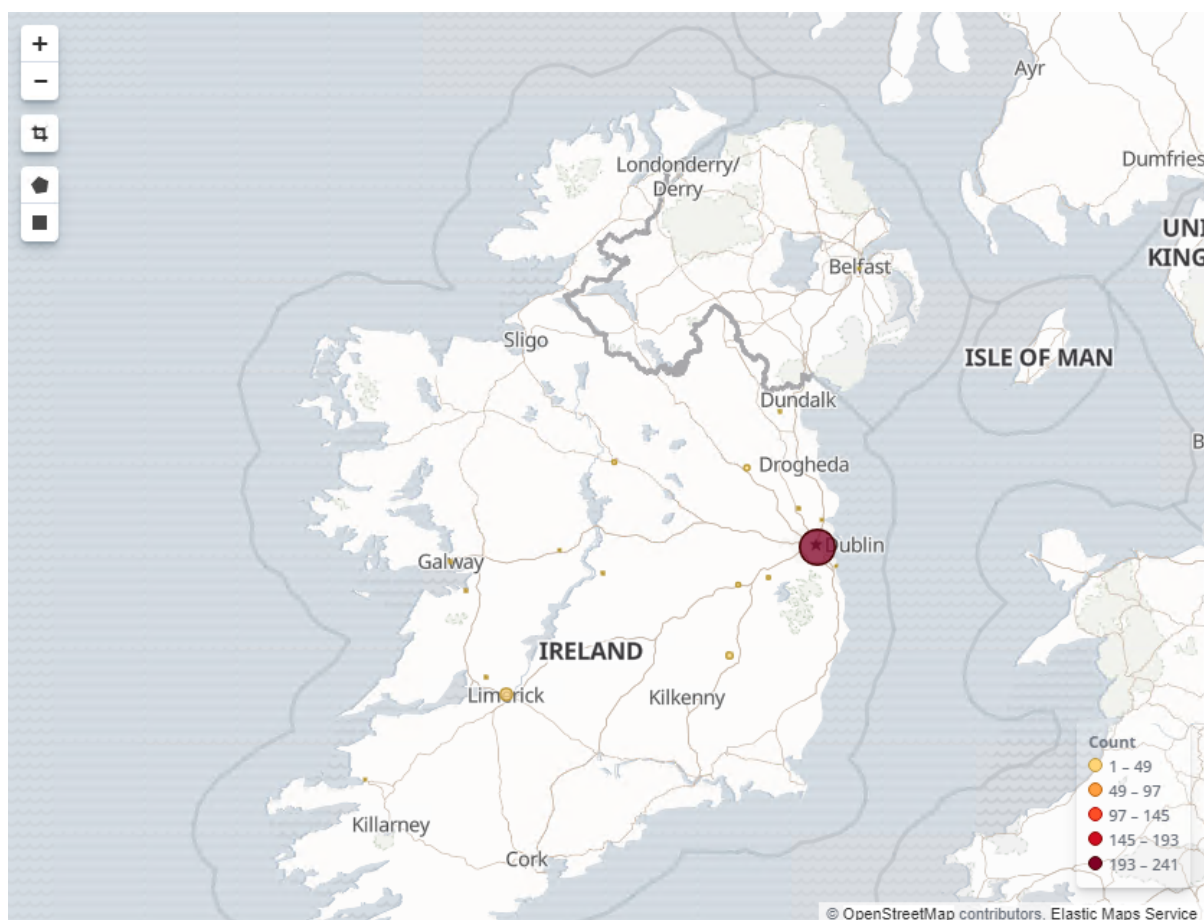 +
−
Ayr
Dumfries
Londonderry/
Derry
UNI
KING
Belfast
Sligo
ISLE OF MAN
Dundalk
B
Drogheda
Dublin
Galway
IRELAND
Limerick
Kilkenny
Killarney
Cork
Count
1 – 49
49 – 97
97 – 145
145 – 193
193 – 241
© OpenStreetMap contributors, Elastic Maps Service